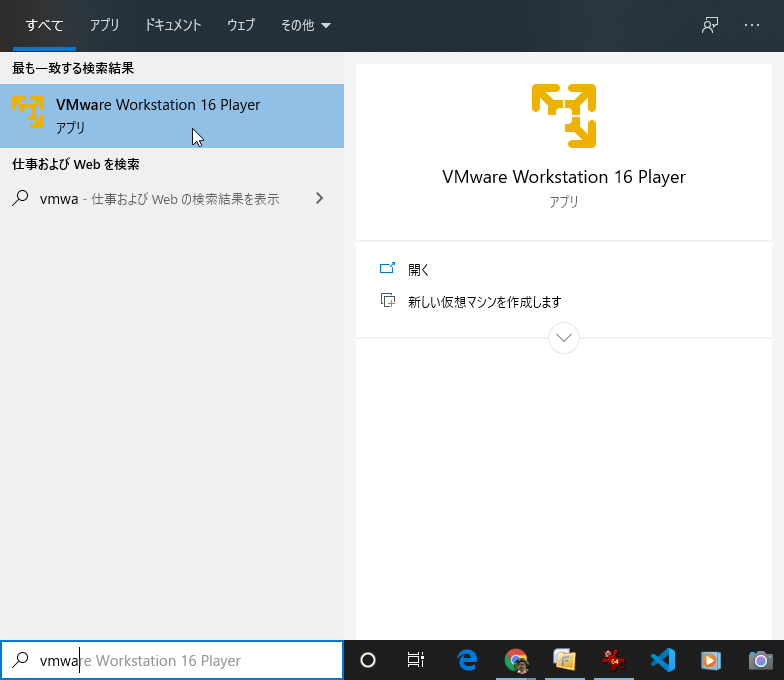 すべて アプリ ドキュメント ウェブ その他
最も一致する検索結果
VMware Workstation 16 Player
アプリ
仕事および Web を検索
vmwa - 仕事および Web の検索結果を表示
VMware Workstation 16 Player
アプリ
開く
新しい仮想マシンを作成します
vmware Workstation 16 Player
64